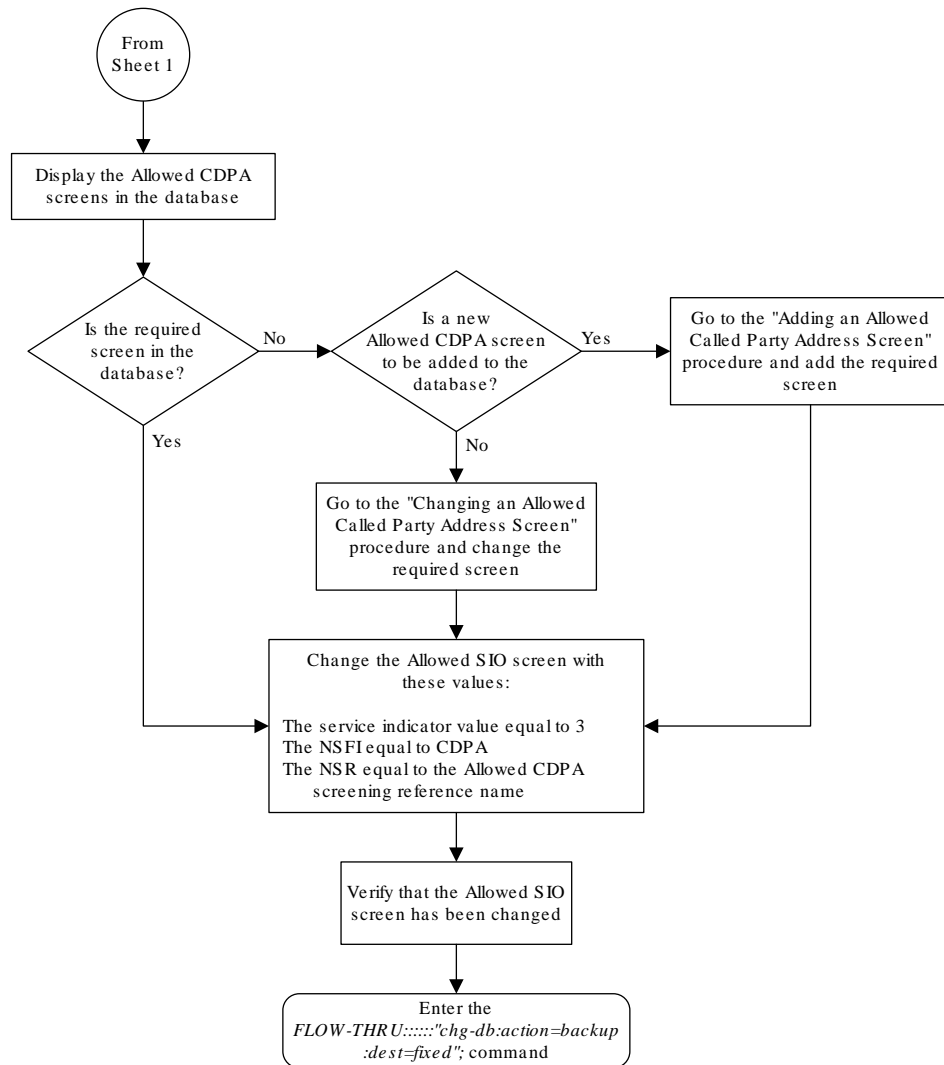 From
Sheet 1
Display the Allowed CDPA
screens in the database
Is the required
screen in the
database?
No
Yes
Is a new
Allowed CDPA screen
to be added to the
database?
Yes
No
Go to the "Adding an Allowed
Called Party Address Screen"
procedure and add the required
screen
Go to the "Changing an Allowed
Called Party Address Screen"
procedure and change the
required screen
Change the Allowed SIO screen with
these values:
The service indicator value equal to 3
The NSFI equal to CDPA
The NSR equal to the Allowed CDPA
screening reference name
Verify that the Allowed SIO
screen has been changed
Enter the
FLOW-THRU::::::"chg-db:action=backup
:dest=fixed"; command